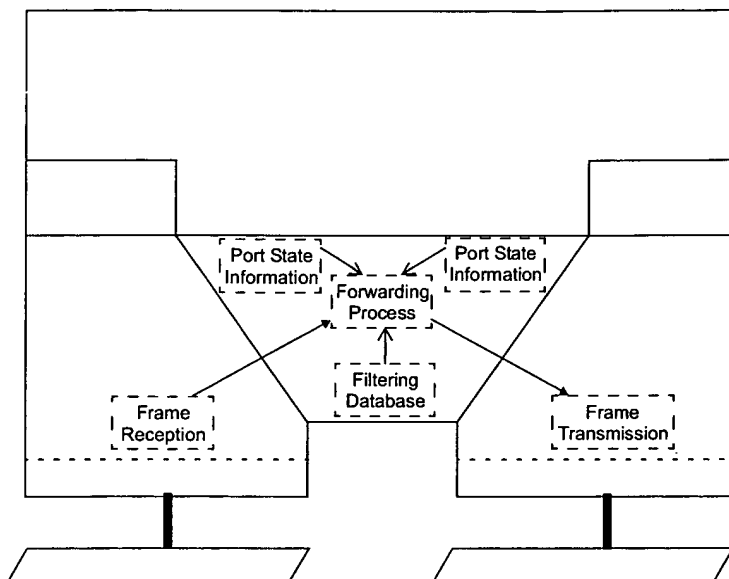 Port State
Information
Port State
Information
Forwarding
Process
Filtering
Database
Frame
Reception
Frame
Transmission